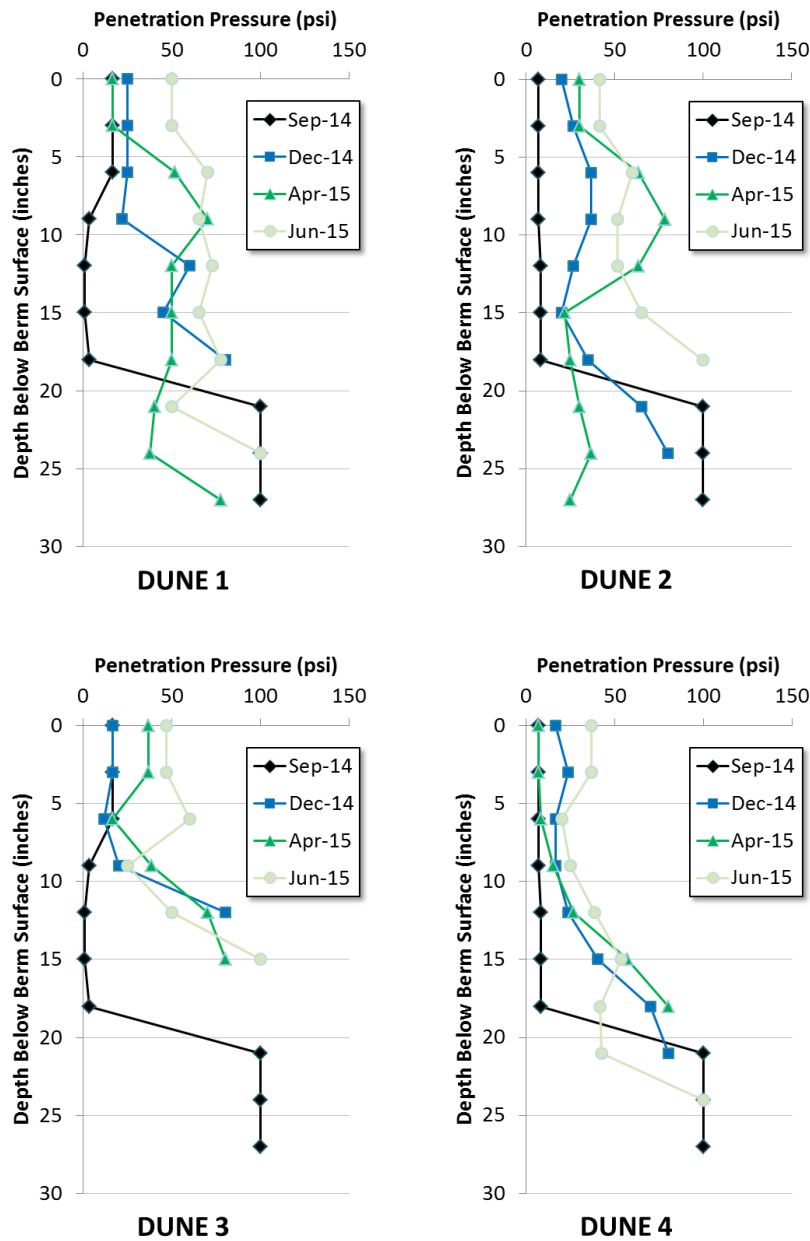 Penetration Pressure (psi)
0 50 100 150
0
5
10
15
20
25
30
Depth Below Berm Surface (inches)
Sep-14
Dec-14
Apr-15
Jun-15
DUNE 1
Penetration Pressure (psi)
0 50 100 150
0
5
10
15
20
25
30
Depth Below Berm Surface (inches)
Sep-14
Dec-14
Apr-15
Jun-15
DUNE 2
Penetration Pressure (psi)
0 50 100 150
0
5
10
15
20
25
30
Depth Below Berm Surface (inches)
Sep-14
Dec-14
Apr-15
Jun-15
DUNE 3
Penetration Pressure (psi)
0 50 100 150
0
5
10
15
20
25
30
Depth Below Berm Surface (inches)
Sep-14
Dec-14
Apr-15
Jun-15
DUNE 4